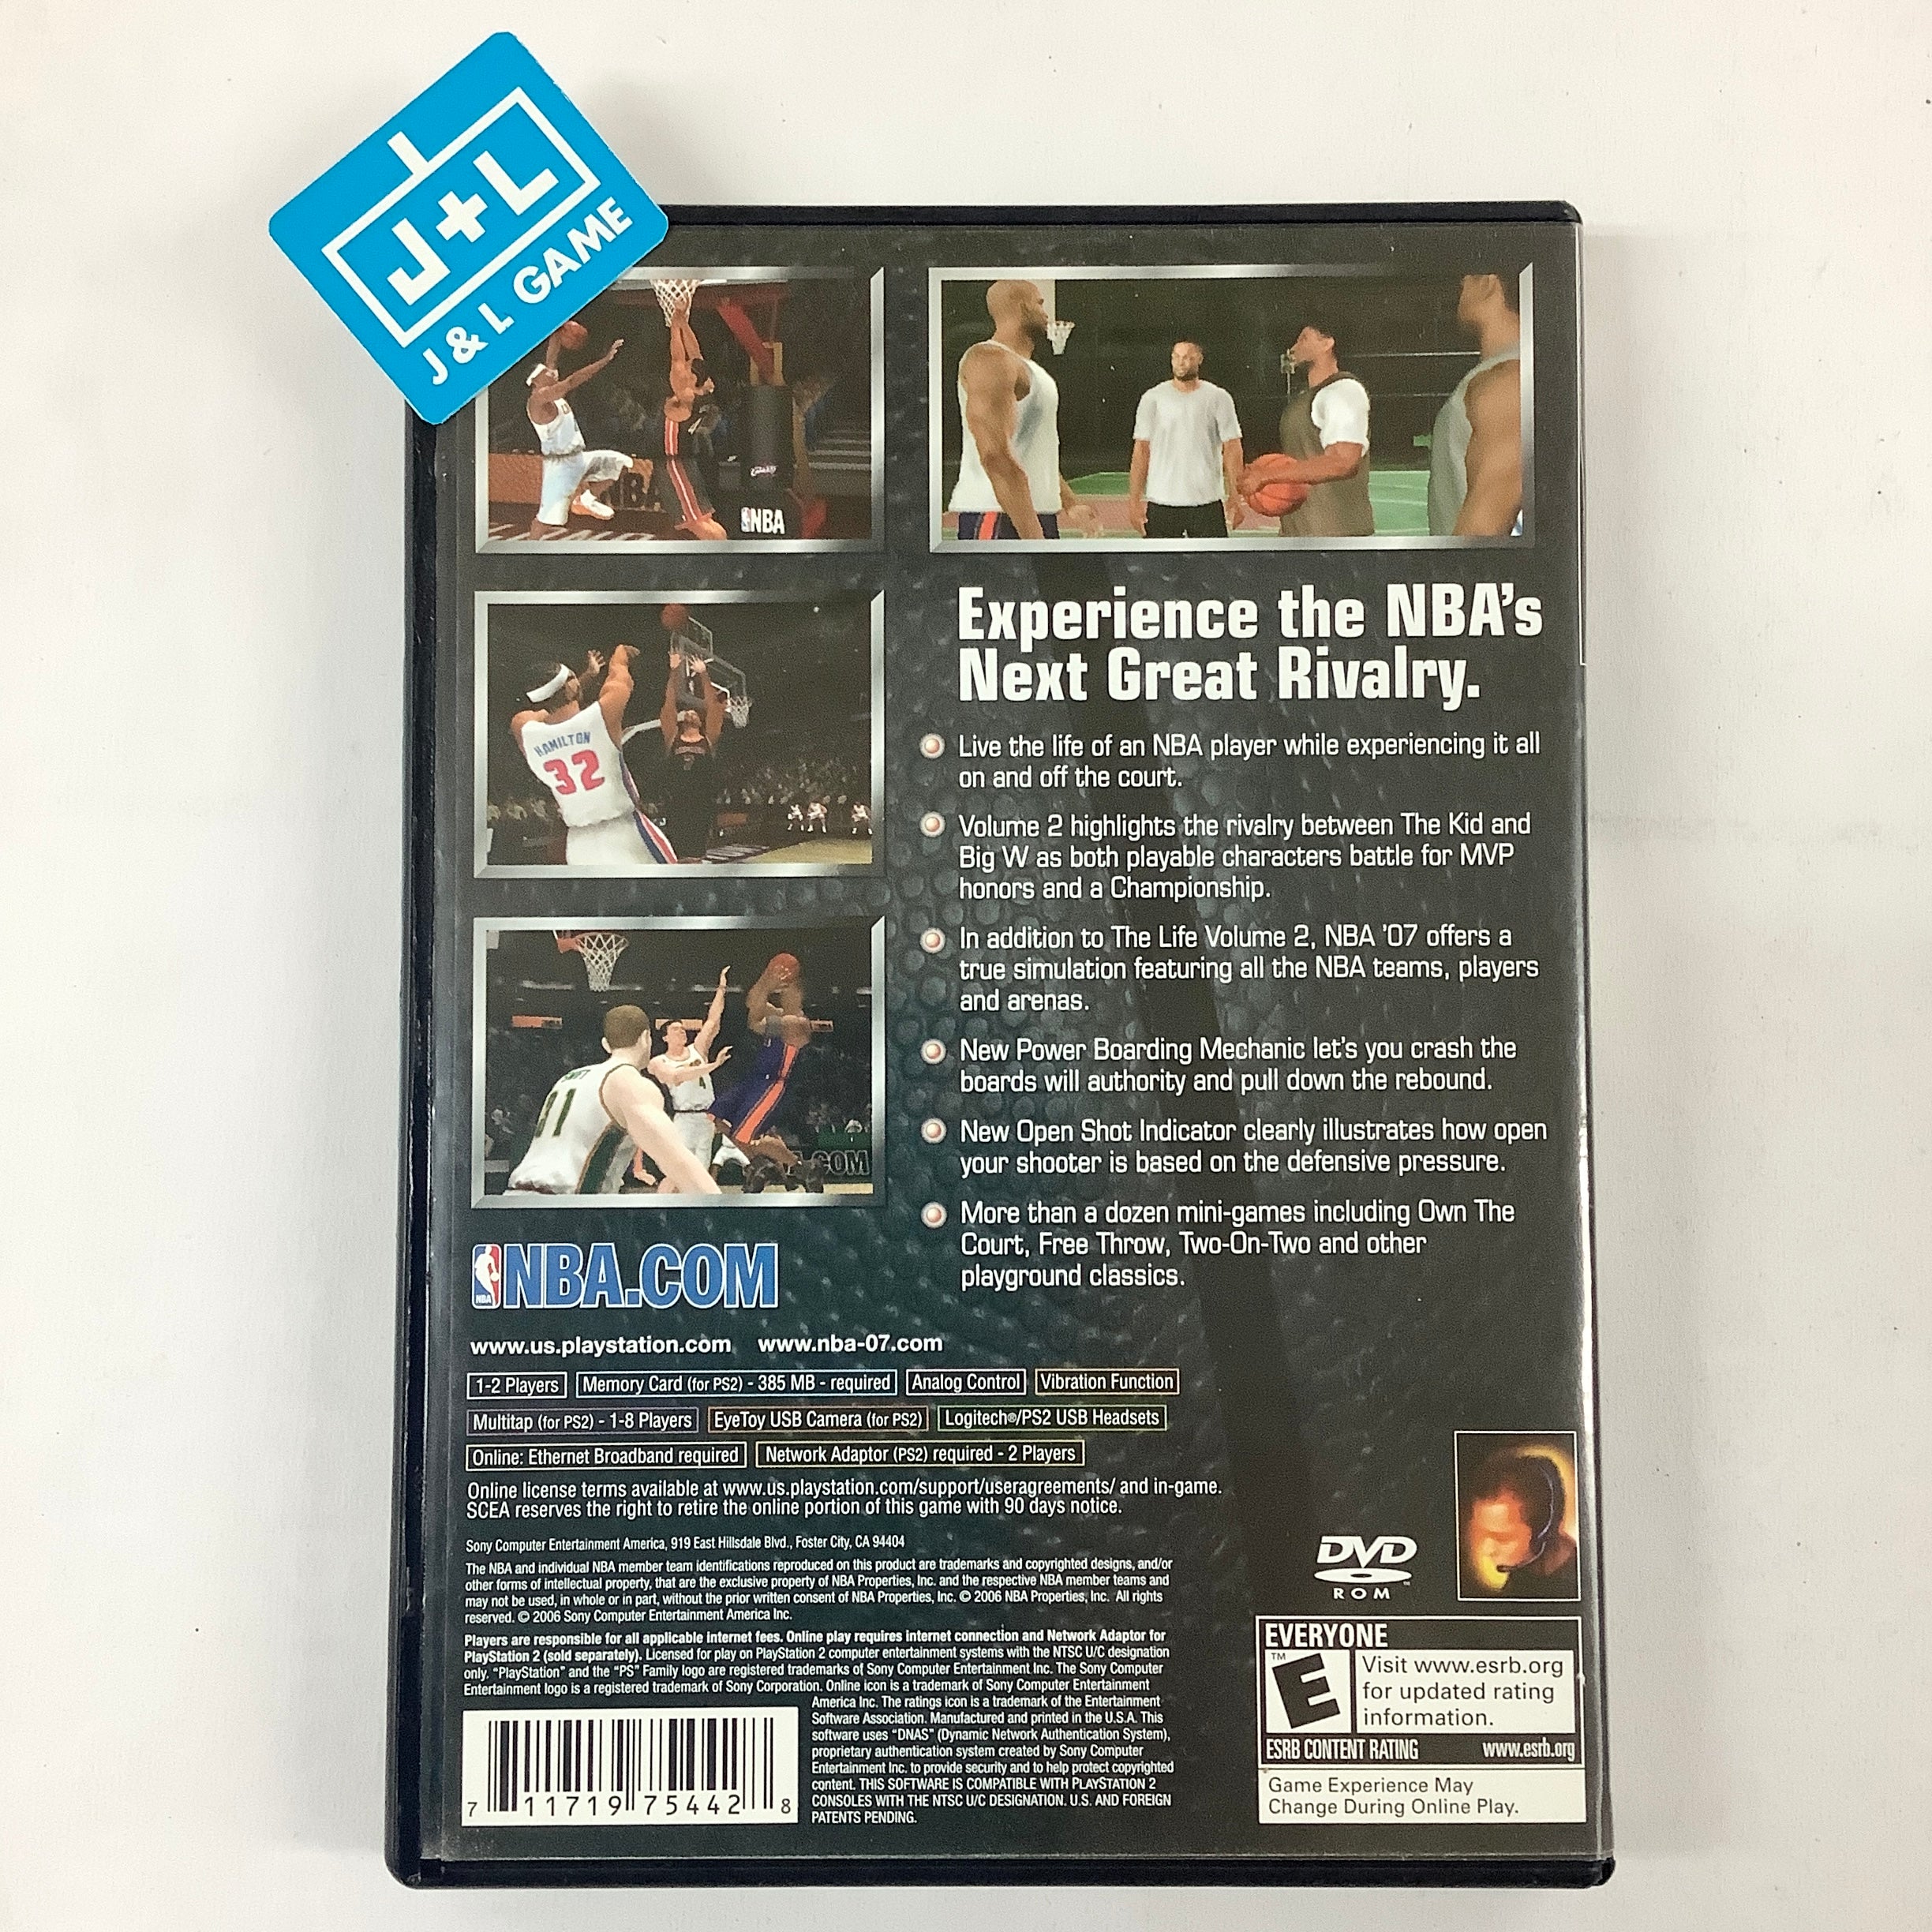 J+L
J & L GAME
NBA
HAMILTON
32
31
4
.COM
Experience the NBA's
Next Great Rivalry.
Live the life of an NBA player while experiencing it all
on and off the court.
Volume 2 highlights the rivalry between The Kid and
Big W as both playable characters battle for MVP
honors and a Championship.
In addition to The Life Volume 2, NBA '07 offers a
true simulation featuring all the NBA teams, players
and arenas.
New Power Boarding Mechanic let's you crash the
boards will authority and pull down the rebound.
New Open Shot Indicator clearly illustrates how open
your shooter is based on the defensive pressure.
More than a dozen mini-games including Own The
Court, Free Throw, Two-On-Two and other
playground classics.
NBA NBA.COM
www.us.playstation.com www.nba-07.com
1-2 Players Memory Card (for PS2) - 385 MB - required Analog Control Vibration Function
Multitap (for PS2) - 1-8 Players EyeToy USB Camera (for PS2) Logitech®/PS2 USB Headsets
Online: Ethernet Broadband required Network Adaptor (PS2) required - 2 Players
Online license terms available at www.us.playstation.com/support/useragreements/ and in-game.
SCEA reserves the right to retire the online portion of this game with 90 days notice.
Sony Computer Entertainment America, 919 East Hillsdale Blvd., Foster City, CA 94404
The NBA and individual NBA member team identifications reproduced on this product are trademarks and copyrighted designs, and/or
other forms of intellectual property, that are the exclusive property of NBA Properties, Inc. and the respective NBA member teams and
may not be used, in whole or in part, without the prior written consent of NBA Properties, Inc. © 2006 NBA Properties, Inc. All rights
reserved. © 2006 Sony Computer Entertainment America Inc.
Players are responsible for all applicable internet fees. Online play requires internet connection and Network Adaptor for
PlayStation 2 (sold separately). Licensed for play on PlayStation 2 computer entertainment systems with the NTSC U/C designation
only. "PlayStation" and the "PS" Family logo are registered trademarks of Sony Computer Entertainment Inc. The Sony Computer
Entertainment logo is a registered trademark of Sony Corporation. Online icon is a trademark of Sony Computer Entertainment
America Inc. The ratings icon is a trademark of the Entertainment
Software Association. Manufactured and printed in the U.S.A. This
software uses "DNAS" (Dynamic Network Authentication System),
proprietary authentication system created by Sony Computer
Entertainment Inc. to provide security and to help protect copyrighted
content. THIS SOFTWARE IS COMPATIBLE WITH PLAYSTATION 2
CONSOLES WITH THE NTSC U/C DESIGNATION. U.S. AND FOREIGN
PATENTS PENDING.
7 11719 75442 8
DVD
ROM
EVERYONE
E
Visit www.esrb.org
for updated rating
information.
ESRB CONTENT RATING www.esrb.org
Game Experience May
Change During Online Play.